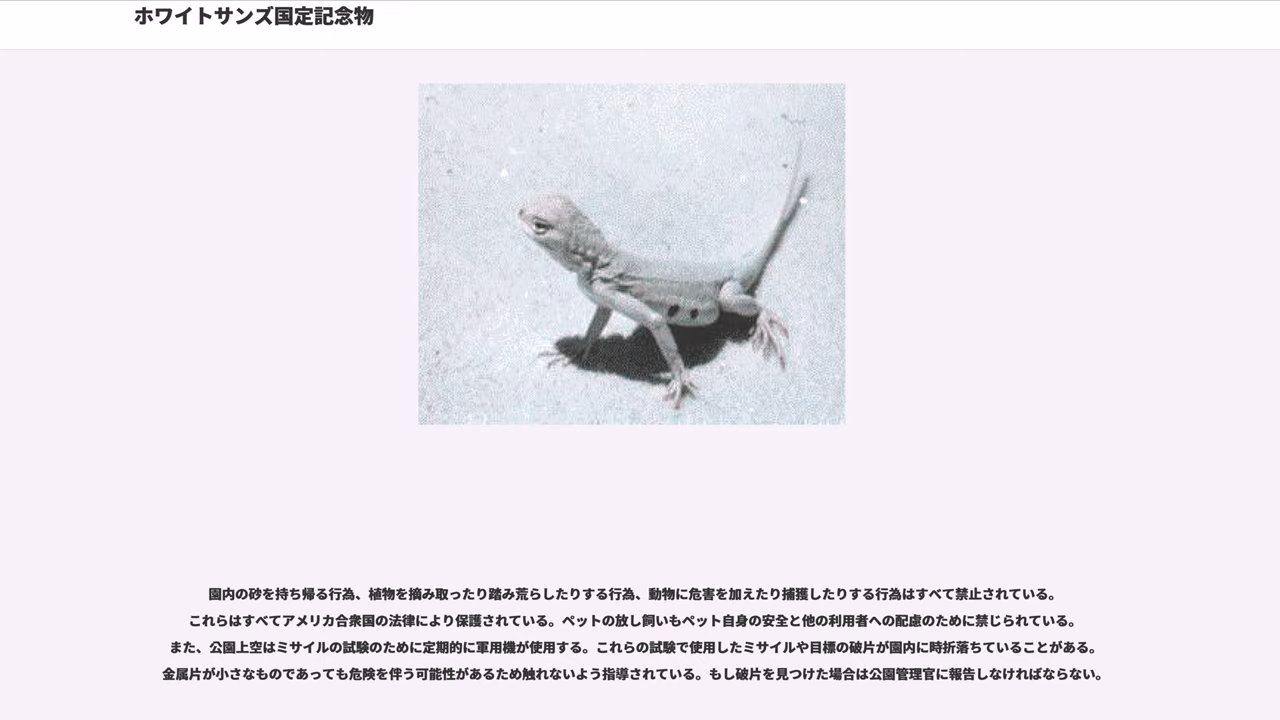 ホワイトサンズ国定記念物
園内の砂を持ち帰る行為、植物を摘み取ったり踏み荒らしたりする行為、動物に危害を加えたり捕獲したりする行為はすべて禁止されている。
これらはすべてアメリカ合衆国の法律により保護されている。ペットの放し飼いもペット自身の安全と他の利用者への配慮のために禁じられている。
また、公園上空はミサイルの試験のために定期的に軍用機が使用する。これらの試験で使用したミサイルや目標の破片が園内に時折落ちていることがある。
金属片が小さなものであっても危険を伴う可能性があるため触れないよう指導されている。もし破片を見つけた場合は公園管理官に報告しなければならない。